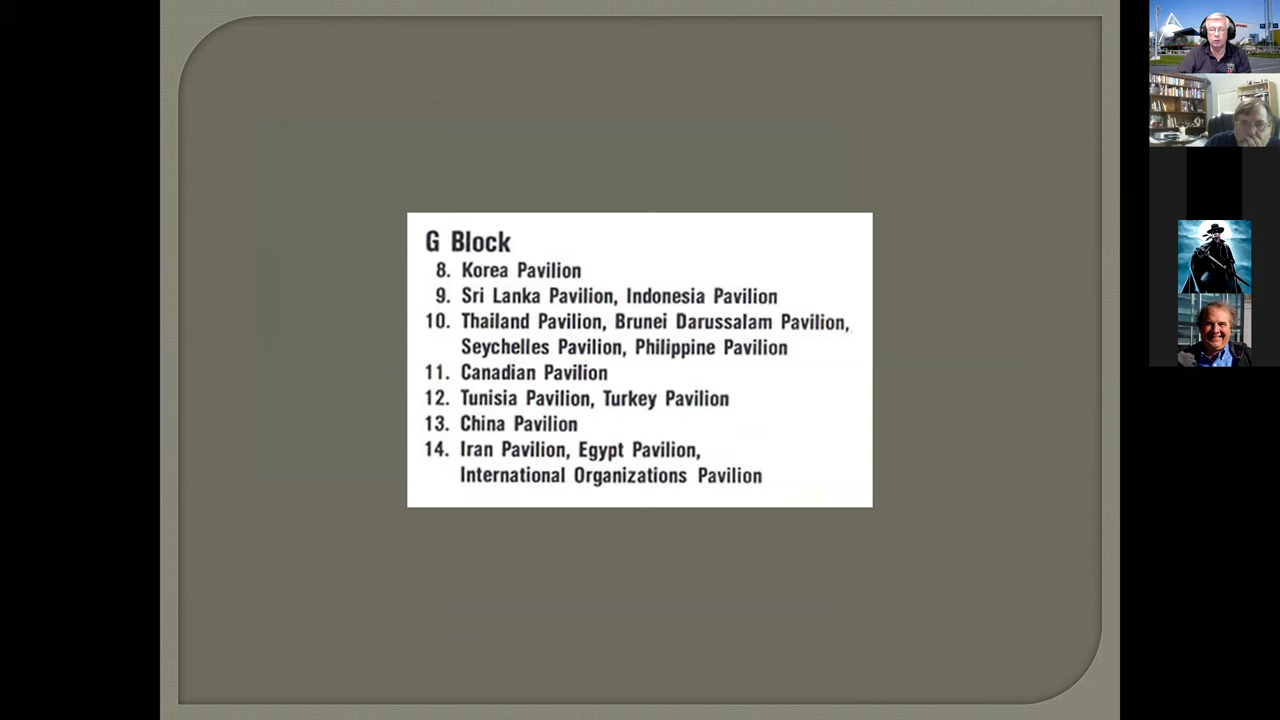 G Block
8. Korea Pavilion
9. Sri Lanka Pavilion, Indonesia Pavilion
10. Thailand Pavilion, Brunei Darussalam Pavilion,
Seychelles Pavilion, Philippine Pavilion
11. Canadian Pavilion
12. Tunisia Pavilion, Turkey Pavilion
13. China Pavilion
14. Iran Pavilion, Egypt Pavilion,
International Organizations Pavilion